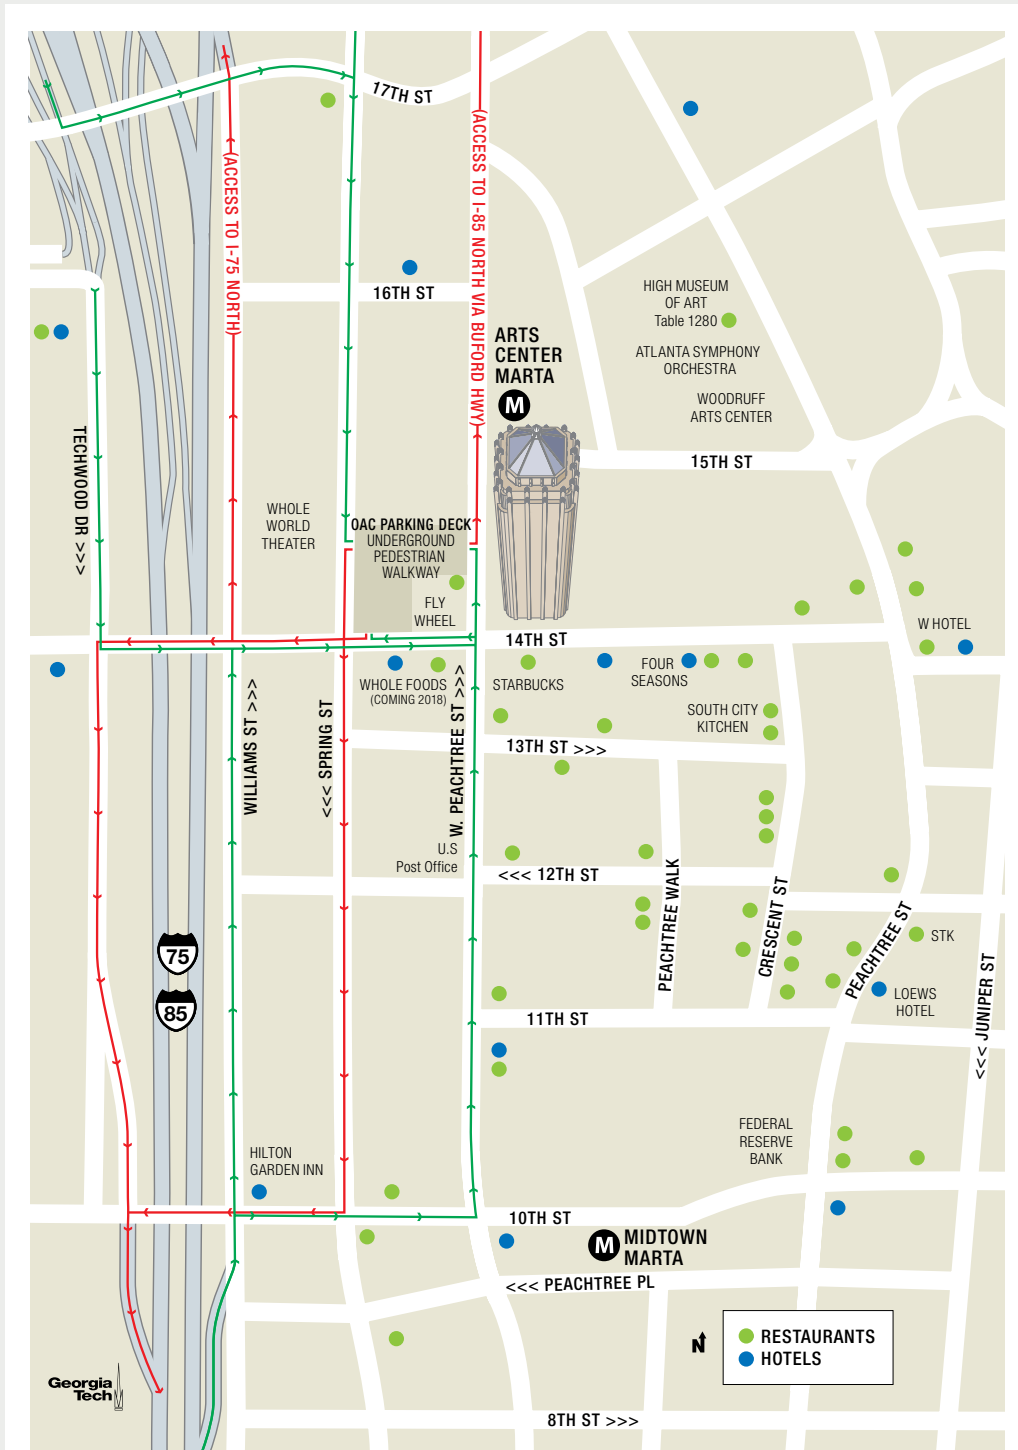 17TH ST
(ACCESS TO I-75 NORTH)
(ACCESS TO I-85 NORTH VIA BUFORD HWY)
16TH ST
HIGH MUSEUM
OF ART
Table 1280
ATLANTA SYMPHONY
ORCHESTRA
WOODRUFF
ARTS CENTER
ARTS
CENTER
MARTA
M
15TH ST
TECHWOOD DR >>>
WHOLE
WORLD
THEATER
OAC PARKING DECK
UNDERGROUND
PEDESTRIAN
WALKWAY
FLY
WHEEL
14TH ST
W HOTEL
WHOLE FOODS
(COMING 2018)
STARBUCKS
FOUR
SEASONS
SOUTH CITY
KITCHEN
WILLIAMS ST >>>
<<< SPRING ST
W. PEACHTREE ST >>>
13TH ST >>>
U.S
Post Office
<<< 12TH ST
PEACHTREE WALK
CRESCENT ST
PEACHTREE ST
STK
LOEWS
HOTEL
<<< JUNIPER ST
75
85
11TH ST
FEDERAL
RESERVE
BANK
HILTON
GARDEN INN
10TH ST
M
MIDTOWN
MARTA
<<< PEACHTREE PL
N
RESTAURANTS
HOTELS
Georgia
Tech
8TH ST >>>